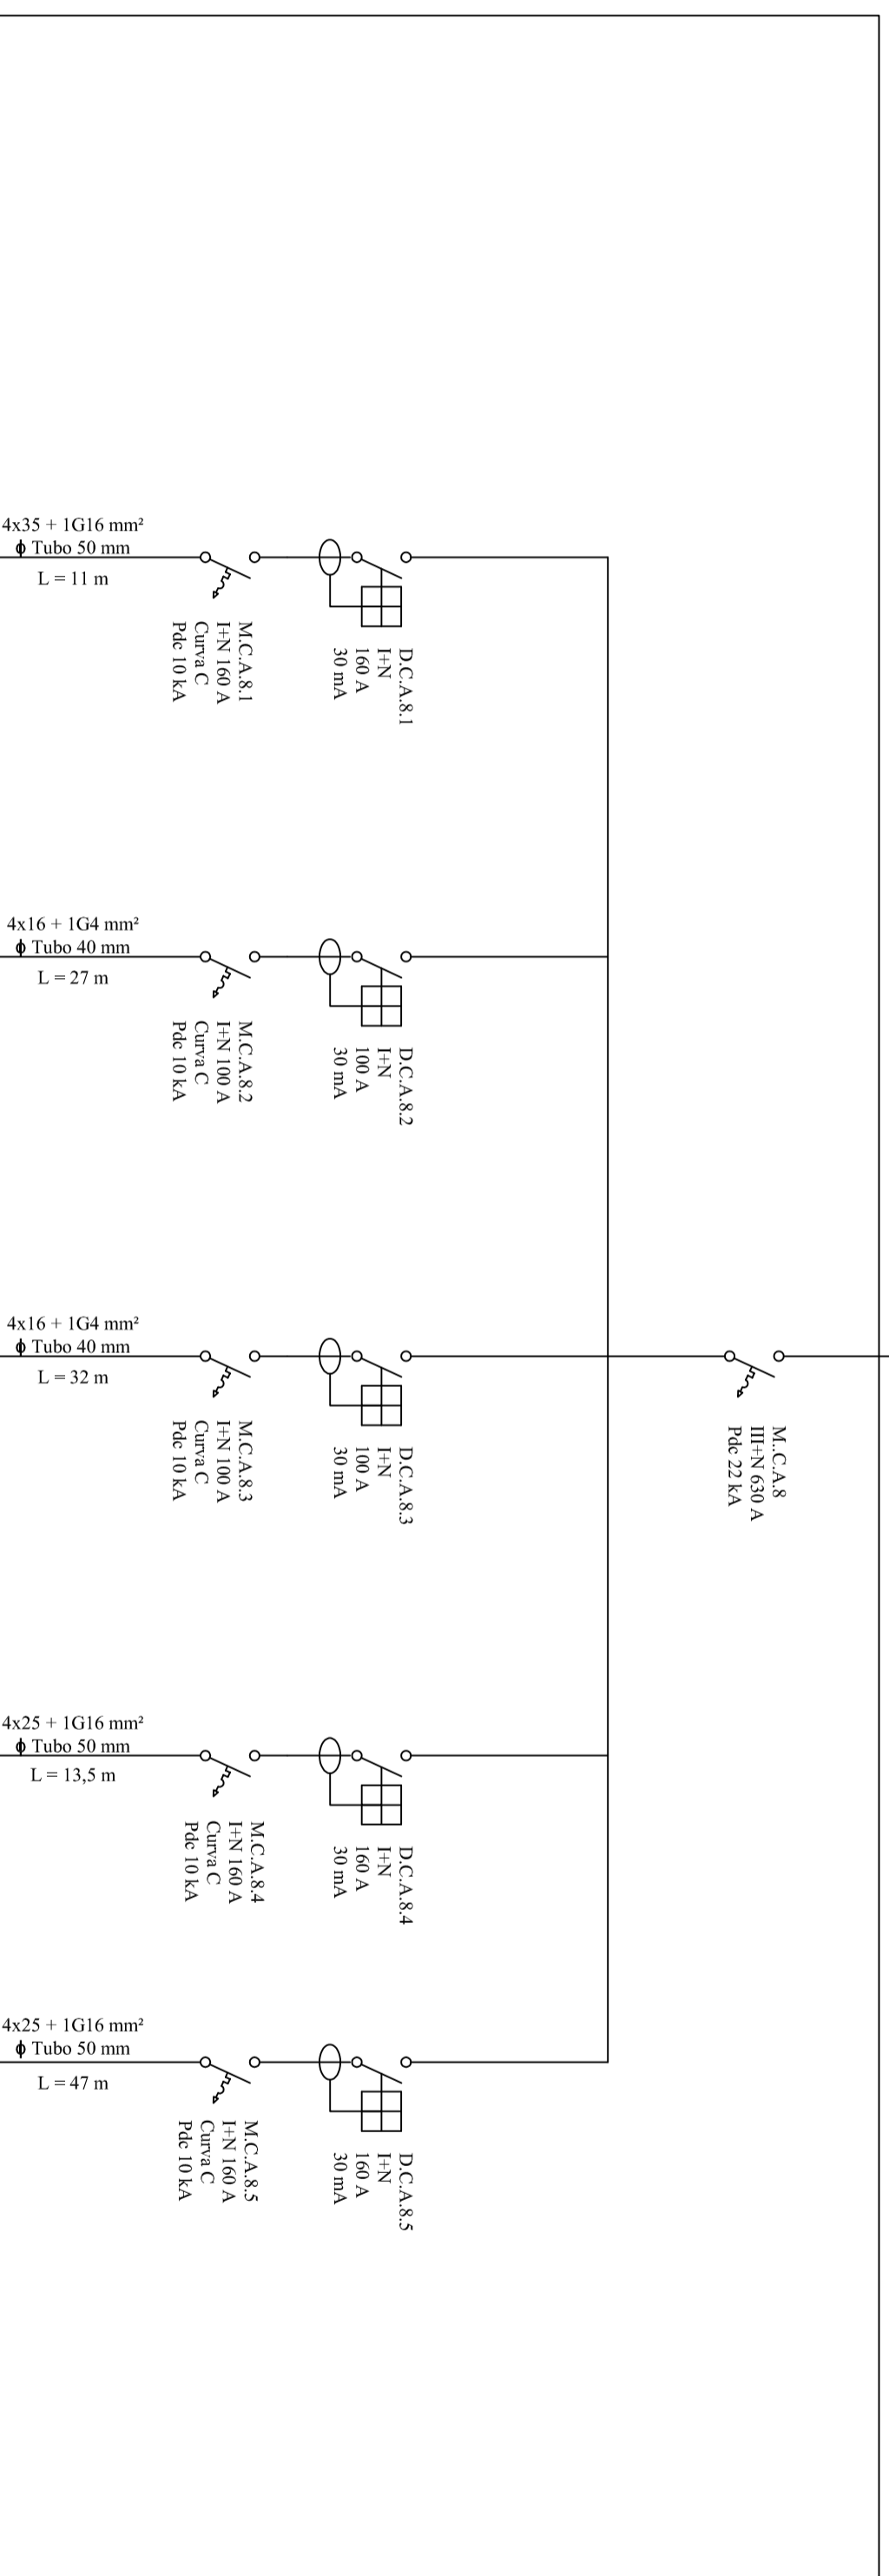 4x35 + 1G16 mm²
ϕ Tubo 50 mm
L = 11 m
M.C.A.8.1
I+N 160 A
Curva C
Pdc 10 kA
D.C.A.8.1
I+N
160 A
30 mA
4x16 + 1G4 mm²
ϕ Tubo 40 mm
L = 27 m
M.C.A.8.2
I+N 100 A
Curva C
Pdc 10 kA
D.C.A.8.2
I+N
100 A
30 mA
4x16 + 1G4 mm²
ϕ Tubo 40 mm
L = 32 m
M.C.A.8.3
I+N 100 A
Curva C
Pdc 10 kA
D.C.A.8.3
I+N
100 A
30 mA
M..C.A.8
III+N 630 A
Pdc 22 kA
4x25 + 1G16 mm²
ϕ Tubo 50 mm
L = 13,5 m
M.C.A.8.4
I+N 160 A
Curva C
Pdc 10 kA
D.C.A.8.4
I+N
160 A
30 mA
4x25 + 1G16 mm²
ϕ Tubo 50 mm
L = 47 m
M.C.A.8.5
I+N 160 A
Curva C
Pdc 10 kA
D.C.A.8.5
I+N
160 A
30 mA